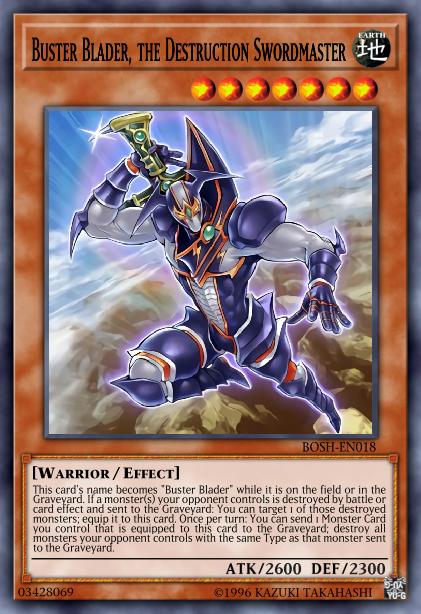 BUSTER BLADER, THE DESTRUCTION SWORDMASTER
EARTH
地
BOSH-EN018
[WARRIOR / EFFECT]
This card's name becomes "Buster Blader" while it is on the field or in the
Graveyard. If a monster(s) your opponent controls is destroyed by battle or
card effect and sent to the Graveyard: You can target 1 of those destroyed
monsters; equip it to this card. Once per turn: You can send 1 Monster Card
you control that is equipped to this card to the Graveyard; destroy all
monsters your opponent controls with the same Type as that monster sent
to the Graveyard.
ATK/2600 DEF/2300
03428069
©1996 KAZUKI TAKAHASHI